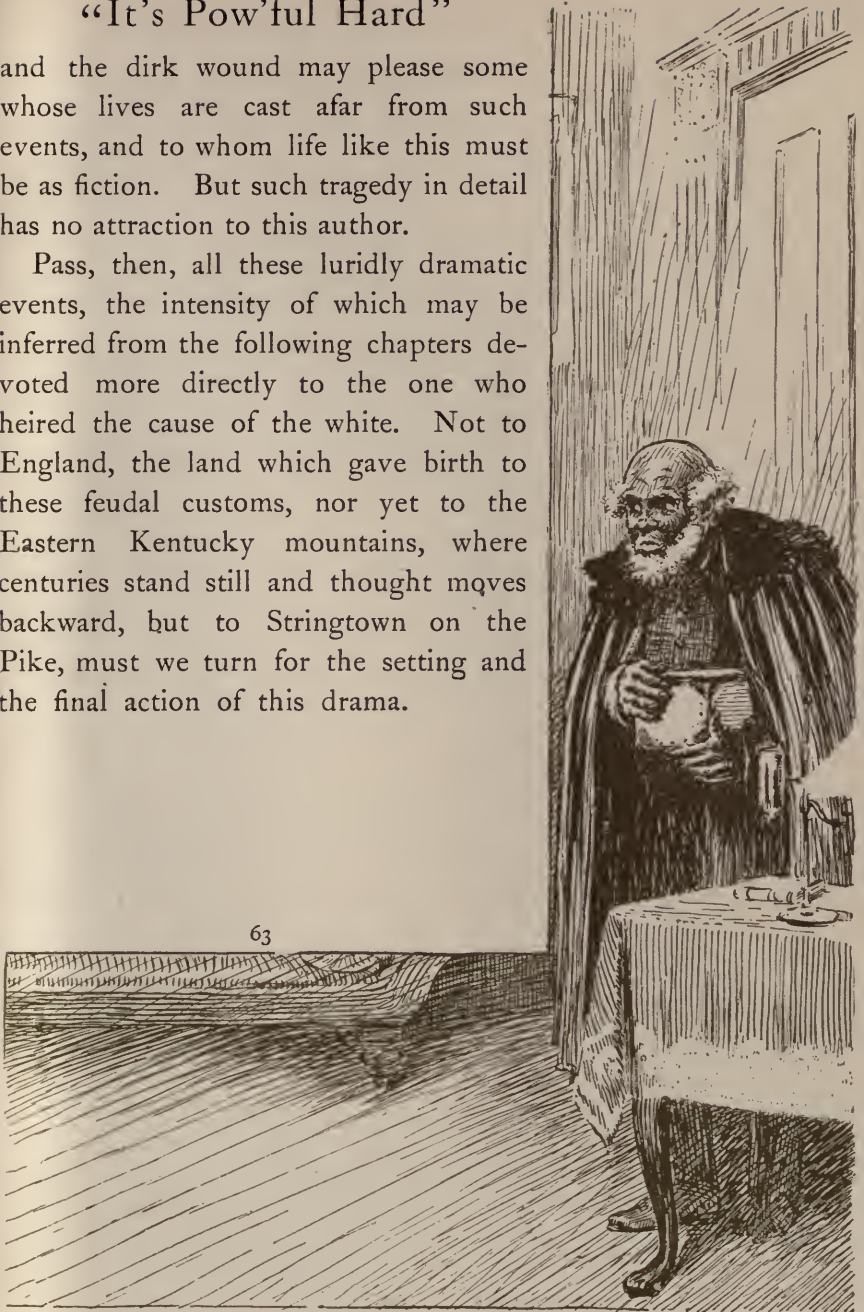 “It's Pow'ful Hard”
and the dirk wound may please some
whose lives are cast afar from such
events, and to whom life like this must
be as fiction. But such tragedy in detail
has no attraction to this author.
Pass, then, all these luridly dramatic
events, the intensity of which may be
inferred from the following chapters de-
voted more directly to the one who
heired the cause of the white. Not to
England, the land which gave birth to
these feudal customs, nor yet to the
Eastern Kentucky mountains, where
centuries stand still and thought moves
backward, but to Stringtown on the
Pike, must we turn for the setting and
the final action of this drama.
63